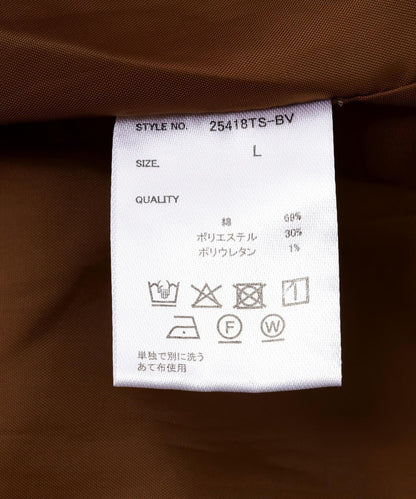 STYLE NO. 25418TS-BV
SIZE. L
QUALITY
綿 69%
ポリエステル 30%
ポリウレタン 1%
F W
単独で別に洗う
あて布使用